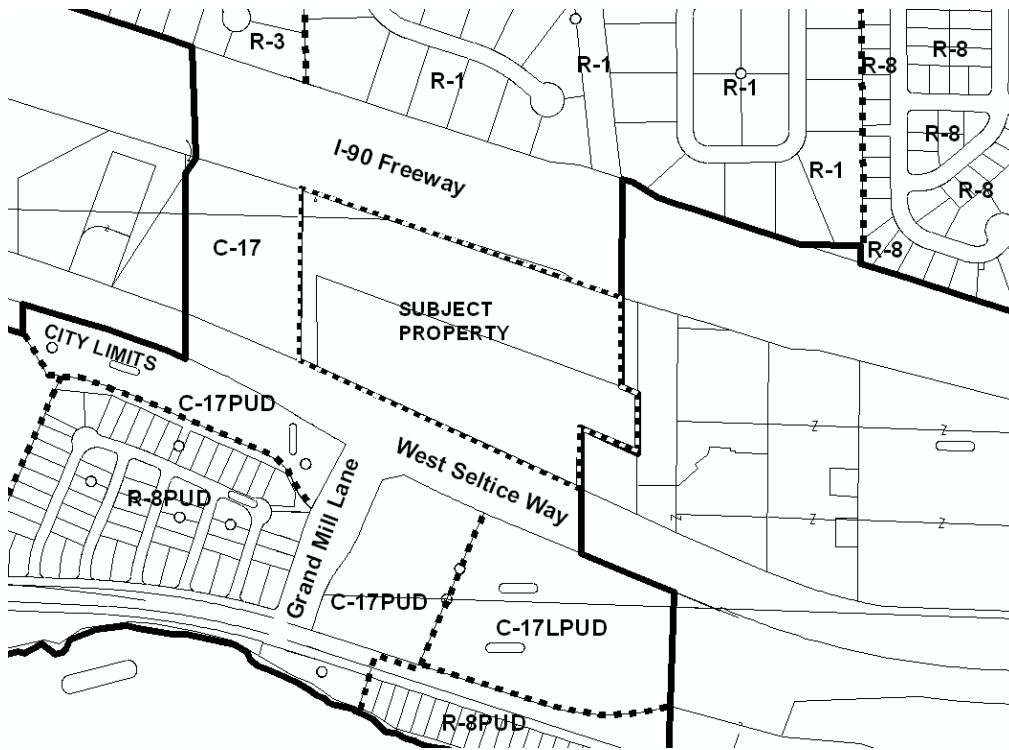 R-3
R-1
R-1
R-8
R-8
R-1
R-8
R-1
R-8
R-8
I-90 Freeway
C-17
SUBJECT
PROPERTY
CITY LIMITS
C-17PUD
West Seltice Way
R-8PUD
Grand Mill Lane
C-17PUD
C-17LPUD
R-8PUD
Z
Z
Z
Z
Z